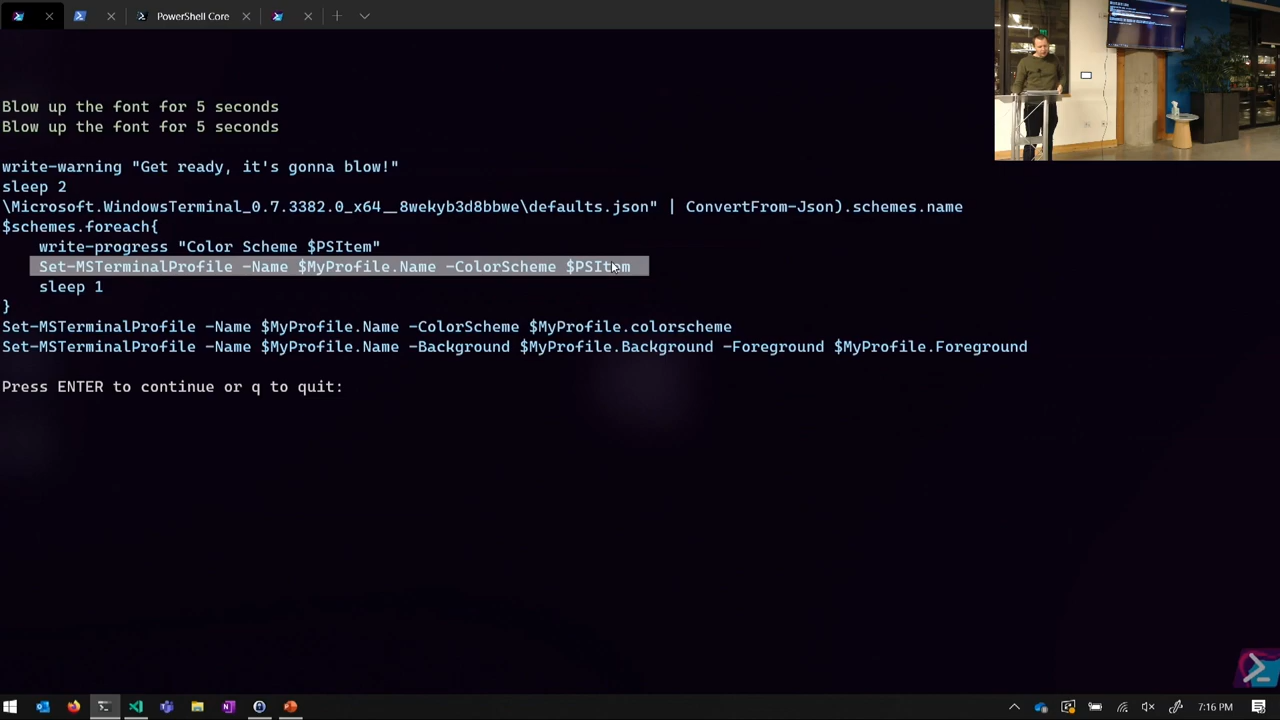 PowerShell Core
Blow up the font for 5 seconds
Blow up the font for 5 seconds
write-warning "Get ready, it's gonna blow!"
sleep 2
\Microsoft.WindowsTerminal_0.7.3382.0_x64__8wekyb3d8bbwe\defaults.json" | ConvertFrom-Json).schemes.name
$schemes.foreach{
write-progress "Color Scheme $PSItem"
Set-MSTerminalProfile -Name $MyProfile.Name -ColorScheme $PSItem
sleep 1
}
Set-MSTerminalProfile -Name $MyProfile.Name -ColorScheme $MyProfile.colorscheme
Set-MSTerminalProfile -Name $MyProfile.Name -Background $MyProfile.Background -Foreground $MyProfile.Foreground
Press ENTER to continue or q to quit:
7:16 PM